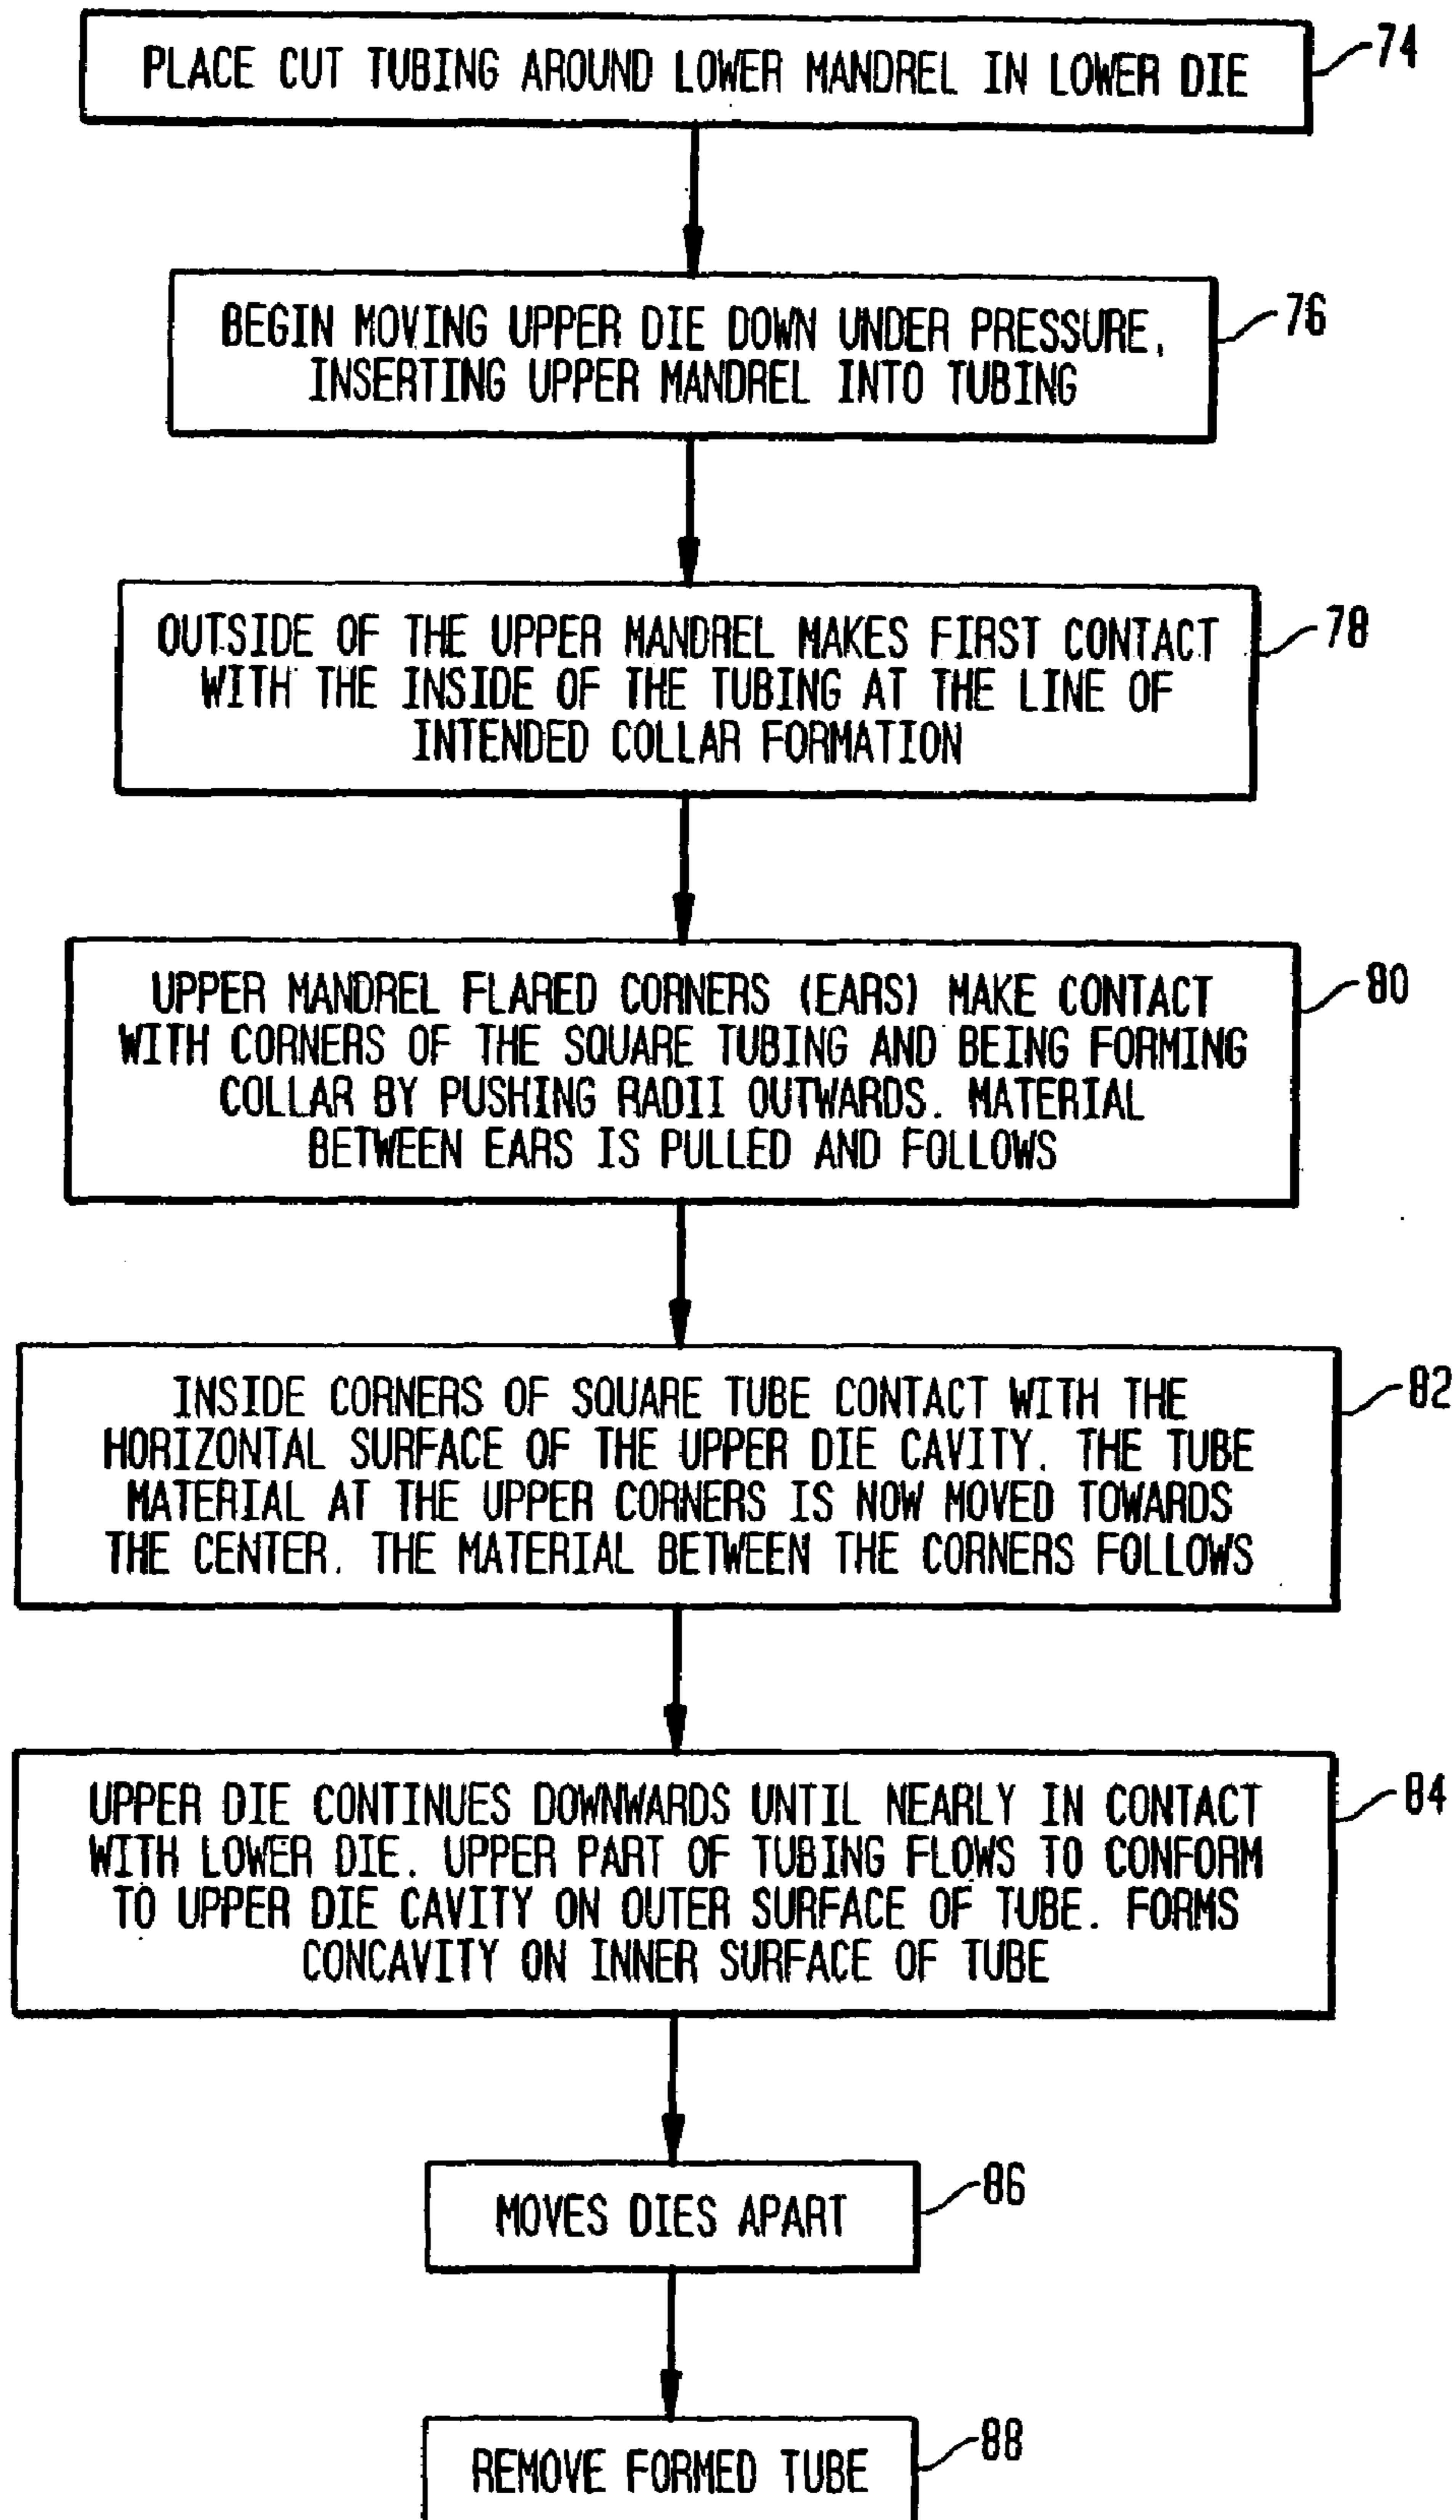 PLACE CUT TUBING AROUND LOWER MANDREL IN LOWER DIE
74
BEGIN MOVING UPPER DIE DOWN UNDER PRESSURE,
INSERTING UPPER MANDREL INTO TUBING
76
OUTSIDE OF THE UPPER MANDREL MAKES FIRST CONTACT
WITH THE INSIDE OF THE TUBING AT THE LINE OF
INTENDED COLLAR FORMATION
78
UPPER MANDREL FLARED CORNERS (EARS) MAKE CONTACT
WITH CORNERS OF THE SQUARE TUBING AND BEING FORMING
COLLAR BY PUSHING RADII OUTWARDS. MATERIAL
BETWEEN EARS IS PULLED AND FOLLOWS
80
INSIDE CORNERS OF SQUARE TUBE CONTACT WITH THE
HORIZONTAL SURFACE OF THE UPPER DIE CAVITY. THE TUBE
MATERIAL AT THE UPPER CORNERS IS NOW MOVED TOWARDS
THE CENTER. THE MATERIAL BETWEEN THE CORNERS FOLLOWS
82
UPPER DIE CONTINUES DOWNWARDS UNTIL NEARLY IN CONTACT
WITH LOWER DIE. UPPER PART OF TUBING FLOWS TO CONFORM
TO UPPER DIE CAVITY ON OUTER SURFACE OF TUBE. FORMS
CONCAVITY ON INNER SURFACE OF TUBE
84
MOVES DIES APART
86
REMOVE FORMED TUBE
88